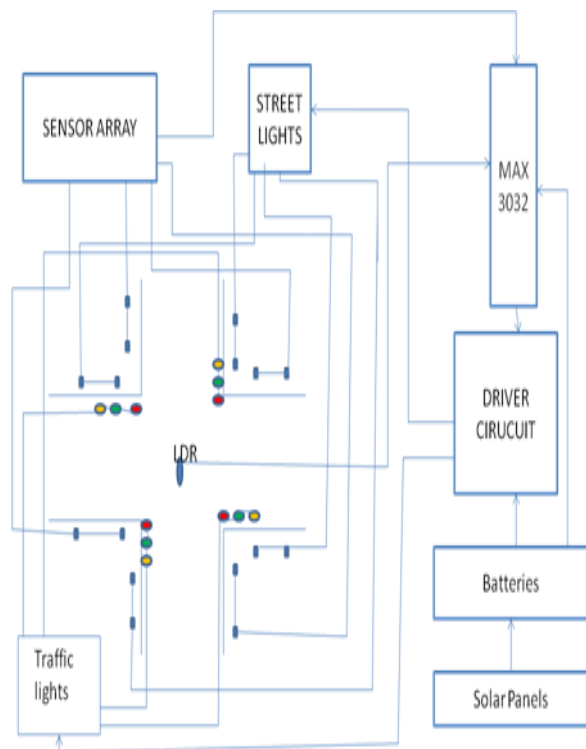 SENSOR ARRAY
STREET
LIGHTS
MAX
3032
DRIVER
CIRUCUIT
LDR
Batteries
Traffic
lights
Solar Panels